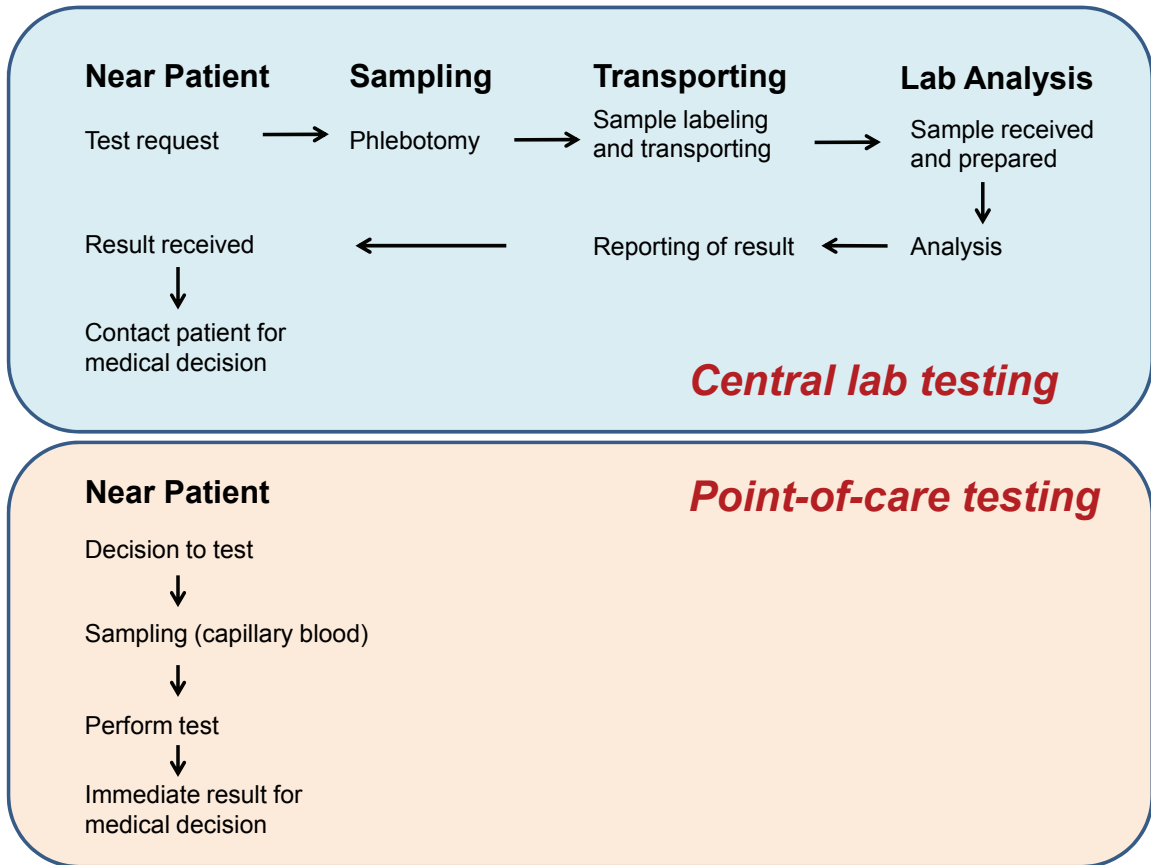 Near Patient
Sampling
Transporting
Lab Analysis
Test request
Phlebotomy
Sample labeling
and transporting
Sample received
and prepared
Result received
Reporting of result
Analysis
Contact patient for
medical decision
Central lab testing
Near Patient
Point-of-care testing
Decision to test
Sampling (capillary blood)
Perform test
Immediate result for
medical decision